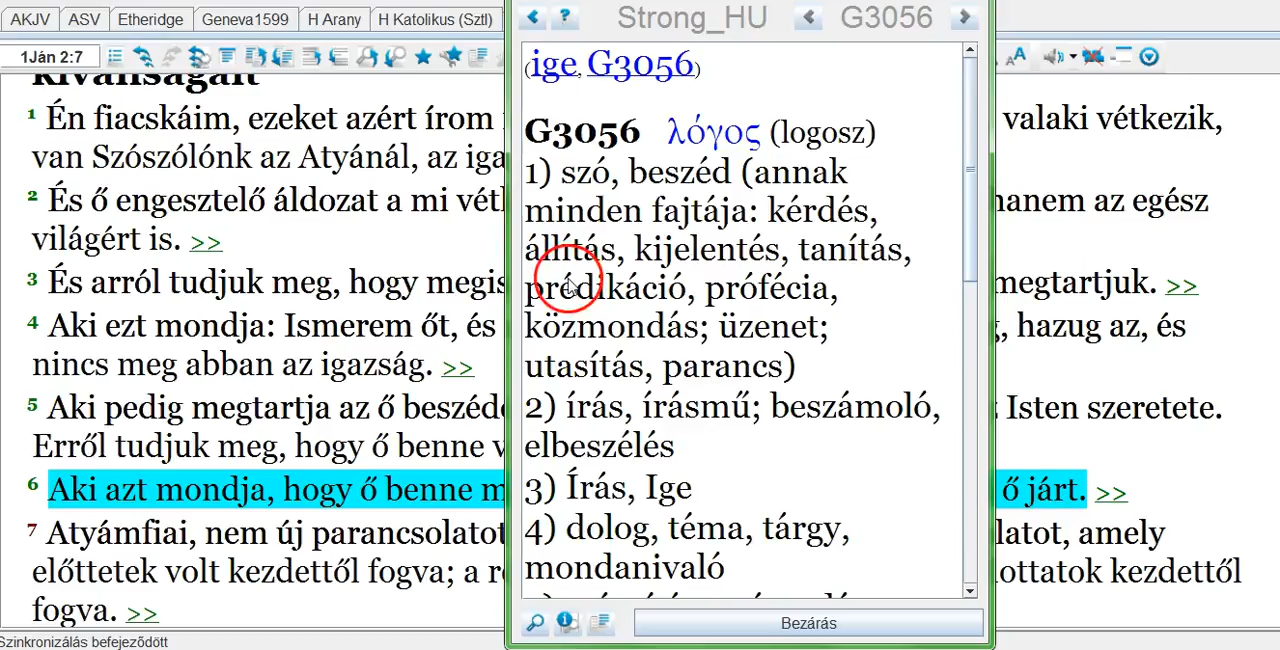 AKJV ASV Etheridge Geneva1599 H Arany H Katolikus (Sztl)
1Ján 2:7
kívánságait
1 Én fiacskáim, ezeket azért írom
valaki vétkezik,
van Szószólónk az Atyánál, az iga
2 És ő engesztelő áldozat a mi vétk
hanem az egész
világért is. >>
3 És arról tudjuk meg, hogy megis
megtartjuk. >>
4 Aki ezt mondja: Ismerem őt, és
, hazug az, és
nincs meg abban az igazság. >>
5 Aki pedig megtartja az ő beszéd
Isten szeretete.
Erről tudjuk meg, hogy ő benne v
6 Aki azt mondja, hogy ő benne m
ő járt. >>
7 Atyámfiai, nem új parancsolatot
latot, amely
előttetek volt kezdettől fogva; a
ottatok kezdettől
fogva. >>
Szinkronizálás befejeződött
Strong_HU G3056
(ige, G3056)
G3056 λόγος (logosz)
1) szó, beszéd (annak
minden fajtája: kérdés,
állítás, kijelentés, tanítás,
prédikáció, prófécia,
közmondás; üzenet;
utasítás, parancs)
2) írás, írásmű; beszámoló,
elbeszélés
3) Írás, Ige
4) dolog, téma, tárgy,
mondanivaló
Bezárás